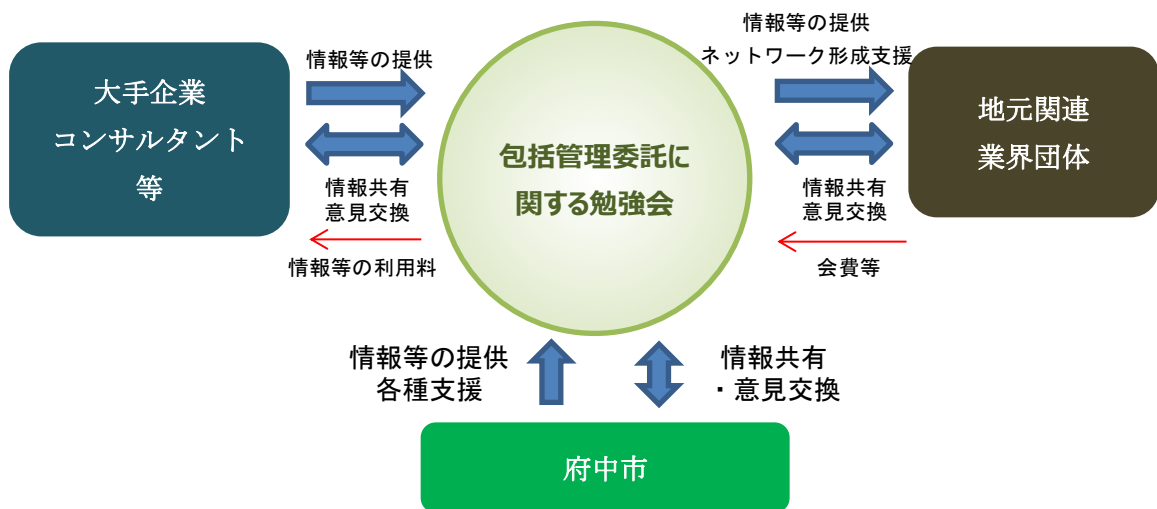 大手企業
コンサルタント
等
情報等の提供
情報共有
意見交換
情報等の利用料
包括管理委託に
関する勉強会
情報等の提供
ネットワーク形成支援
情報共有
意見交換
会費等
地元関連
業界団体
情報等の提供
各種支援
情報共有
・意見交換
府中市